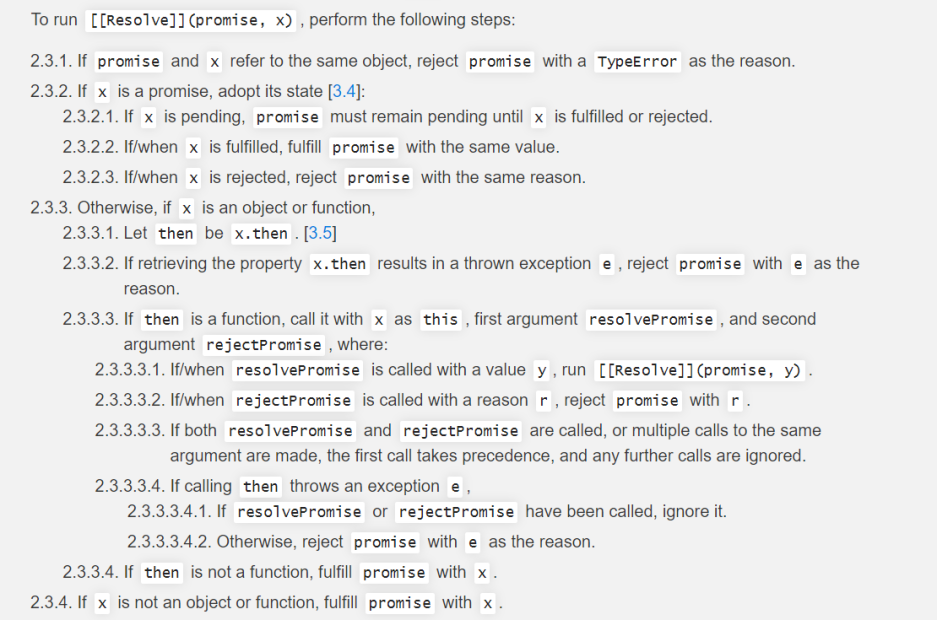 To run [[Resolve]](promise, x) , perform the following steps:
2.3.1. If promise and x refer to the same object, reject promise with a TypeError as the reason.
2.3.2. If x is a promise, adopt its state [3.4]:
2.3.2.1. If x is pending, promise must remain pending until x is fulfilled or rejected.
2.3.2.2. If/when x is fulfilled, fulfill promise with the same value.
2.3.2.3. If/when x is rejected, reject promise with the same reason.
2.3.3. Otherwise, if x is an object or function,
2.3.3.1. Let then be x.then . [3.5]
2.3.3.2. If retrieving the property x.then results in a thrown exception e , reject promise with e as the
reason.
2.3.3.3. If then is a function, call it with x as this , first argument resolvePromise , and second
argument rejectPromise , where:
2.3.3.3.1. If/when resolvePromise is called with a value y , run [[Resolve]](promise, y) .
2.3.3.3.2. If/when rejectPromise is called with a reason r , reject promise with r .
2.3.3.3.3. If both resolvePromise and rejectPromise are called, or multiple calls to the same
argument are made, the first call takes precedence, and any further calls are ignored.
2.3.3.3.4. If calling then throws an exception e ,
2.3.3.3.4.1. If resolvePromise or rejectPromise have been called, ignore it.
2.3.3.3.4.2. Otherwise, reject promise with e as the reason.
2.3.3.4. If then is not a function, fulfill promise with x .
2.3.4. If x is not an object or function, fulfill promise with x .